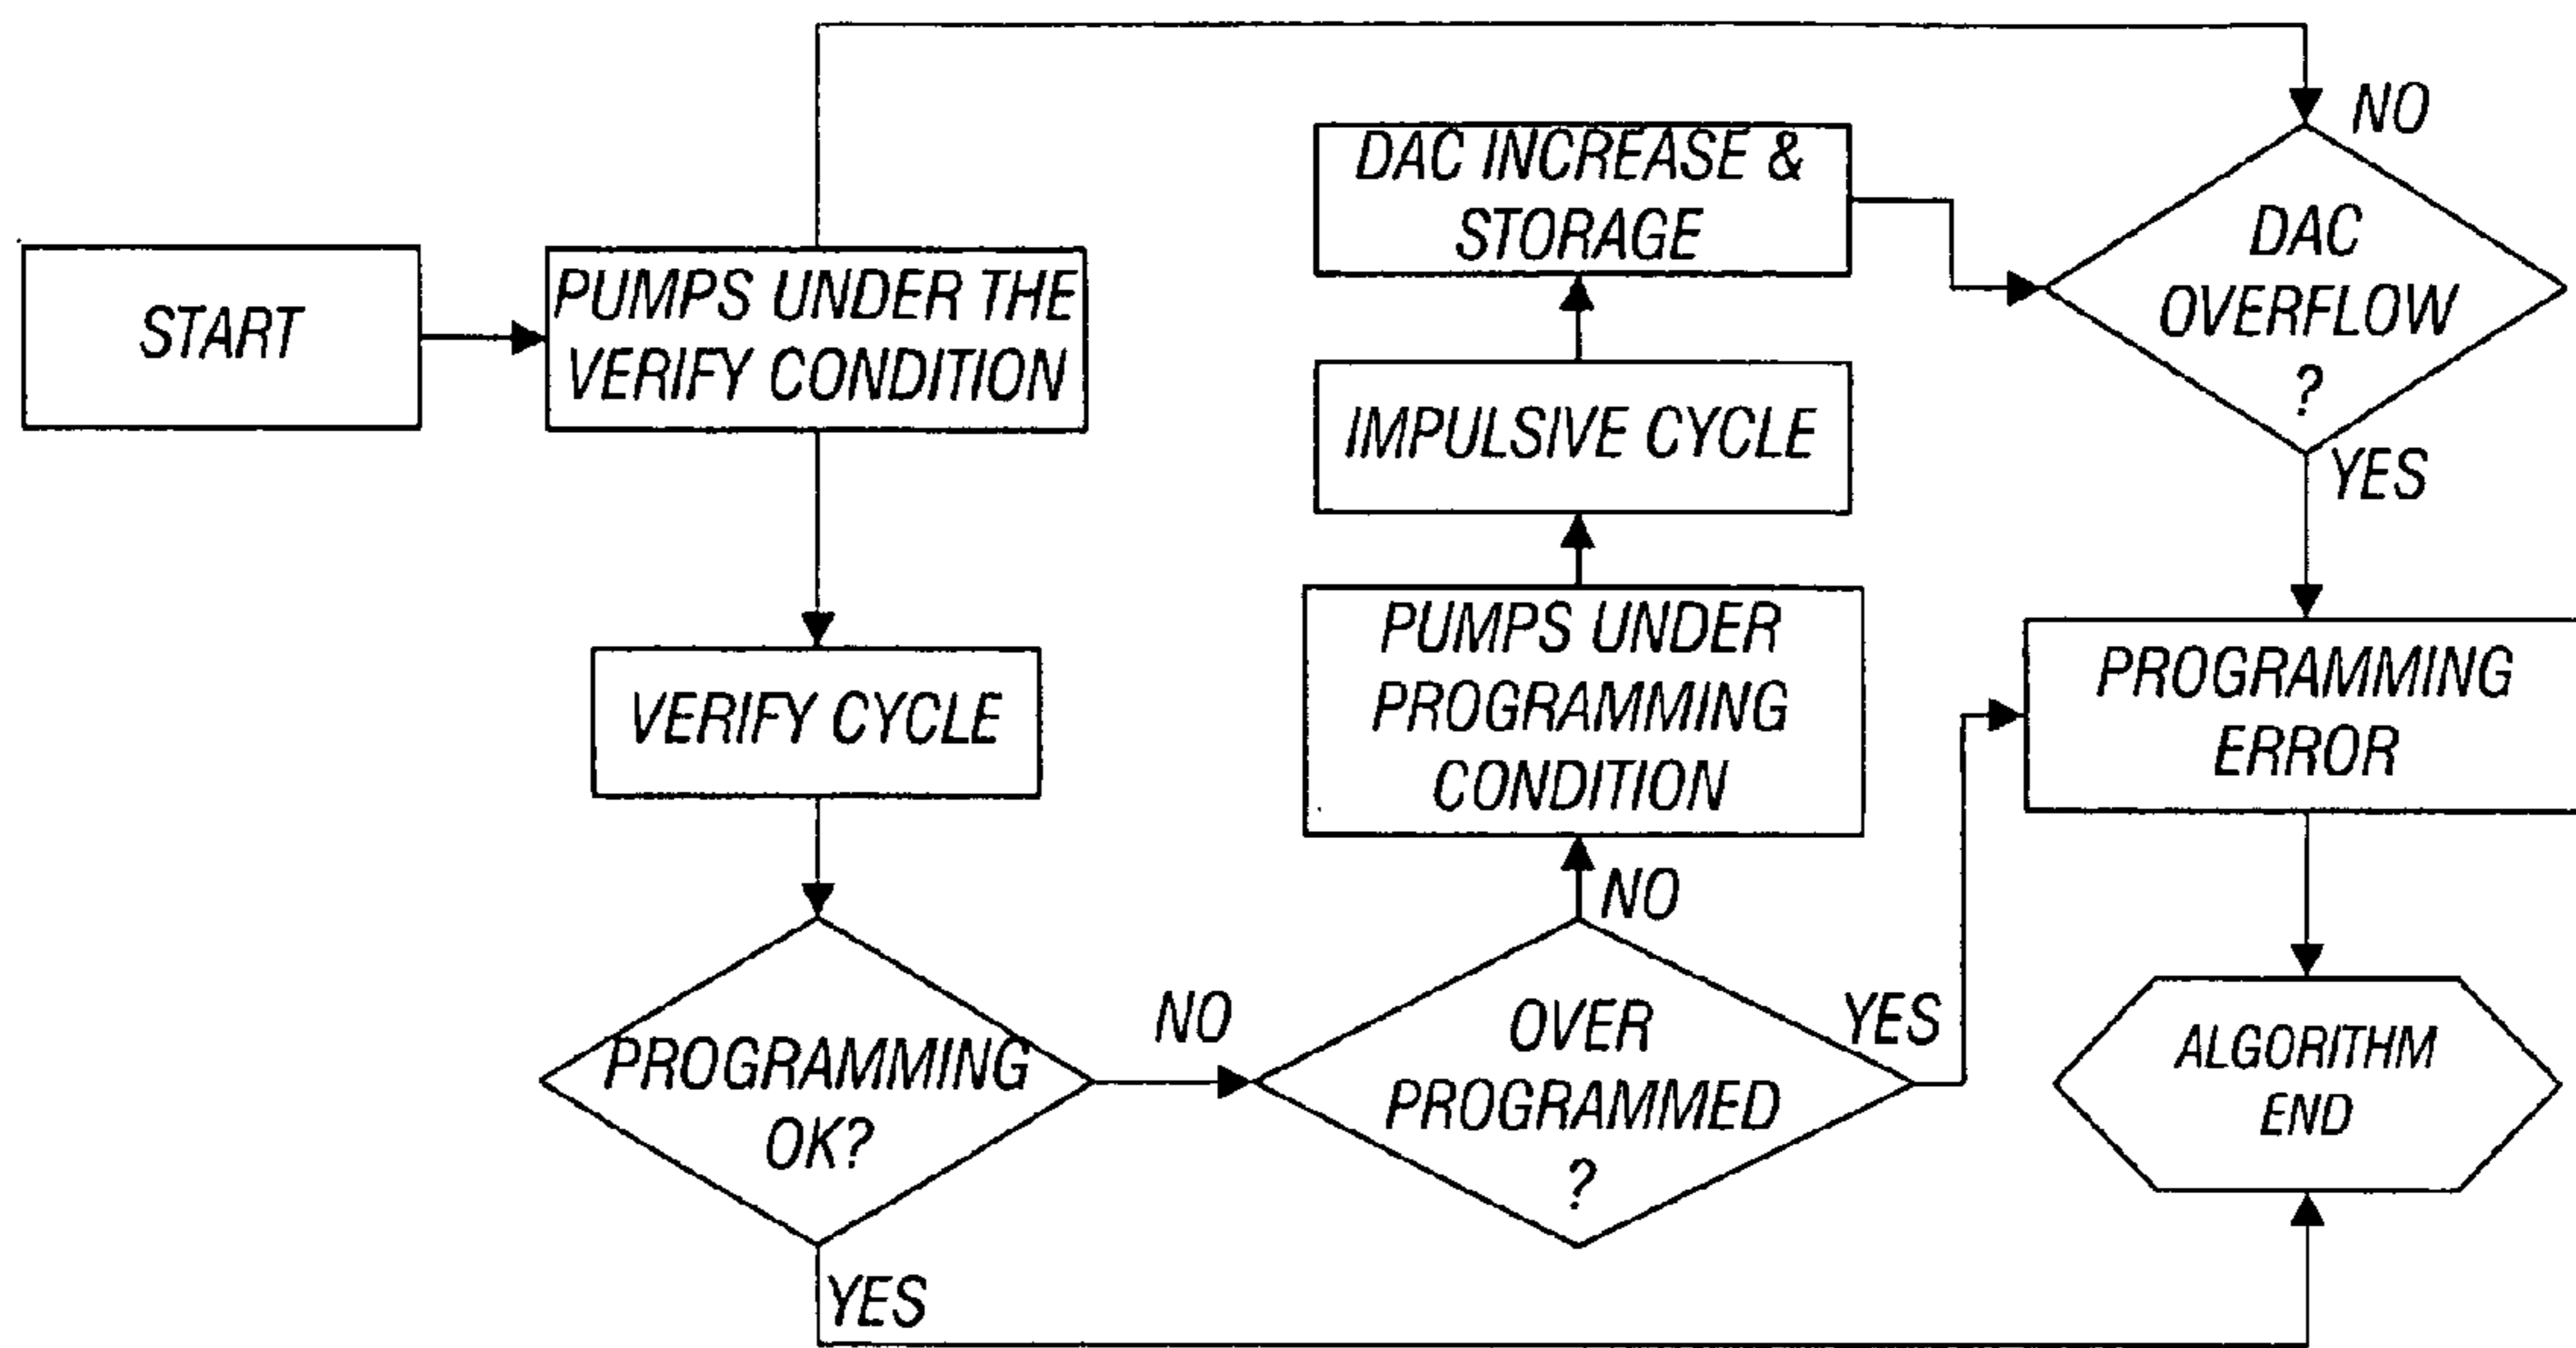 START
PUMPS UNDER THE
VERIFY CONDITION
VERIFY CYCLE
PROGRAMMING
OK?
YES
NO
OVER
PROGRAMMED
?
YES
NO
PUMPS UNDER
PROGRAMMING
CONDITION
IMPULSIVE CYCLE
DAC INCREASE &
STORAGE
DAC
OVERFLOW
?
NO
YES
PROGRAMMING
ERROR
ALGORITHM
END